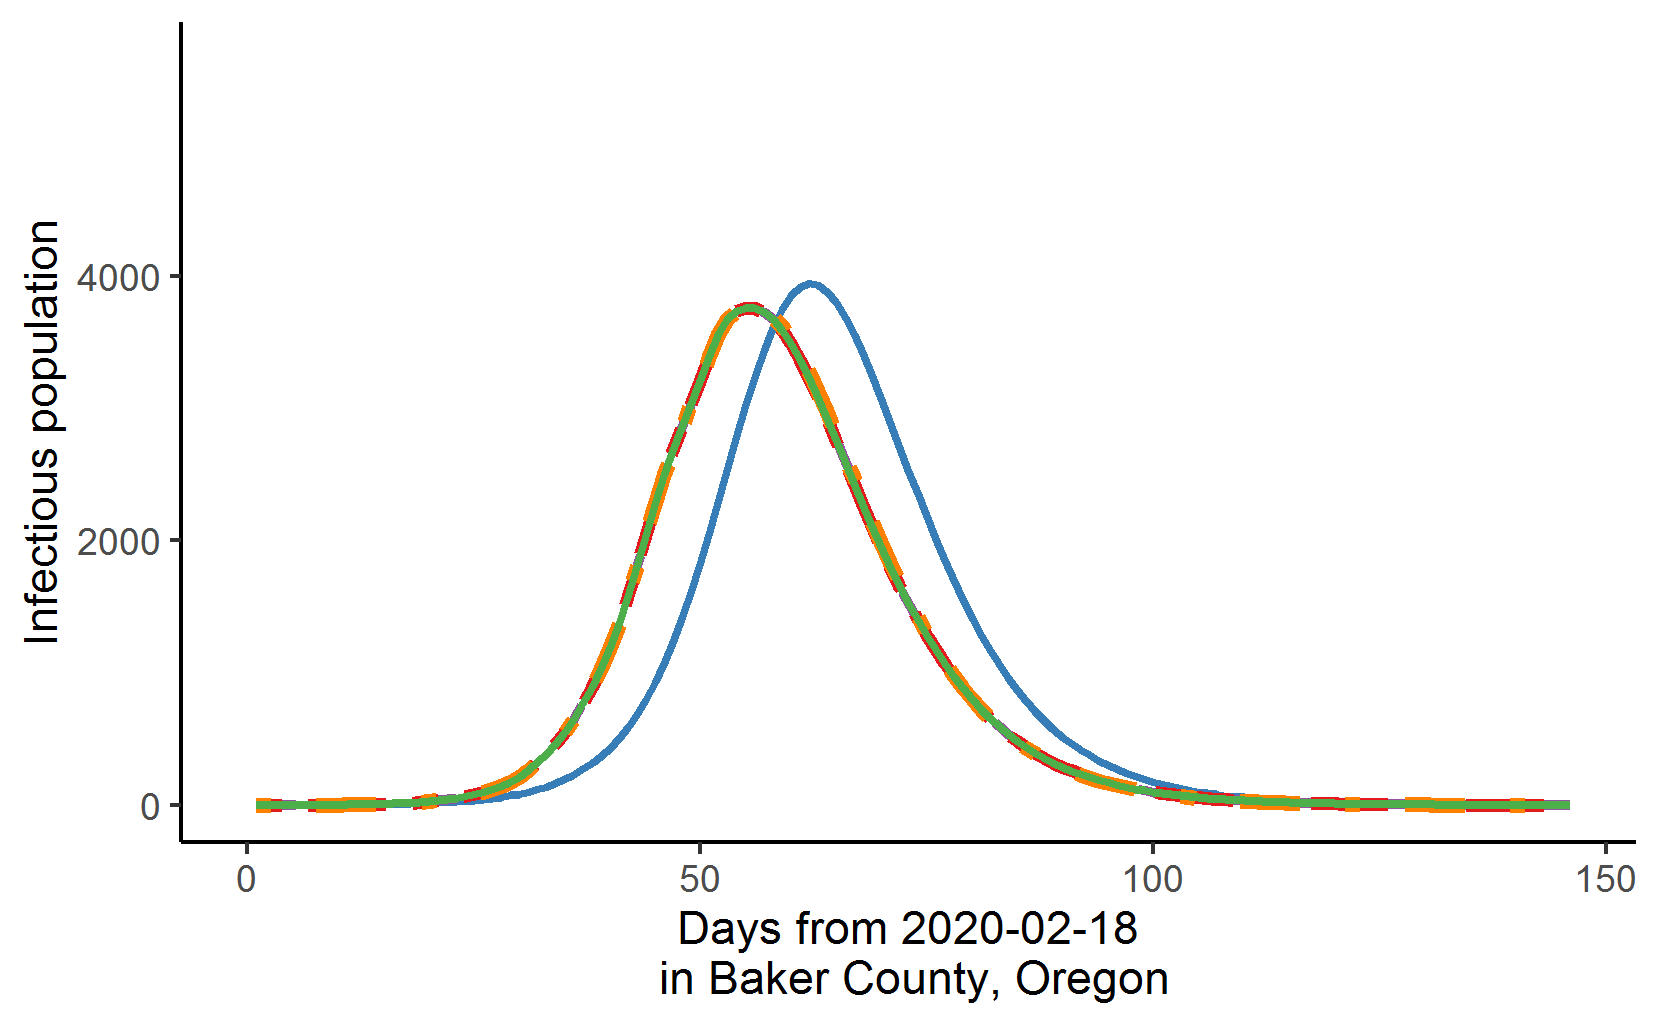 Infectious population
4000
2000
0
0
50
100
150
Days from 2020-02-18
in Baker County, Oregon